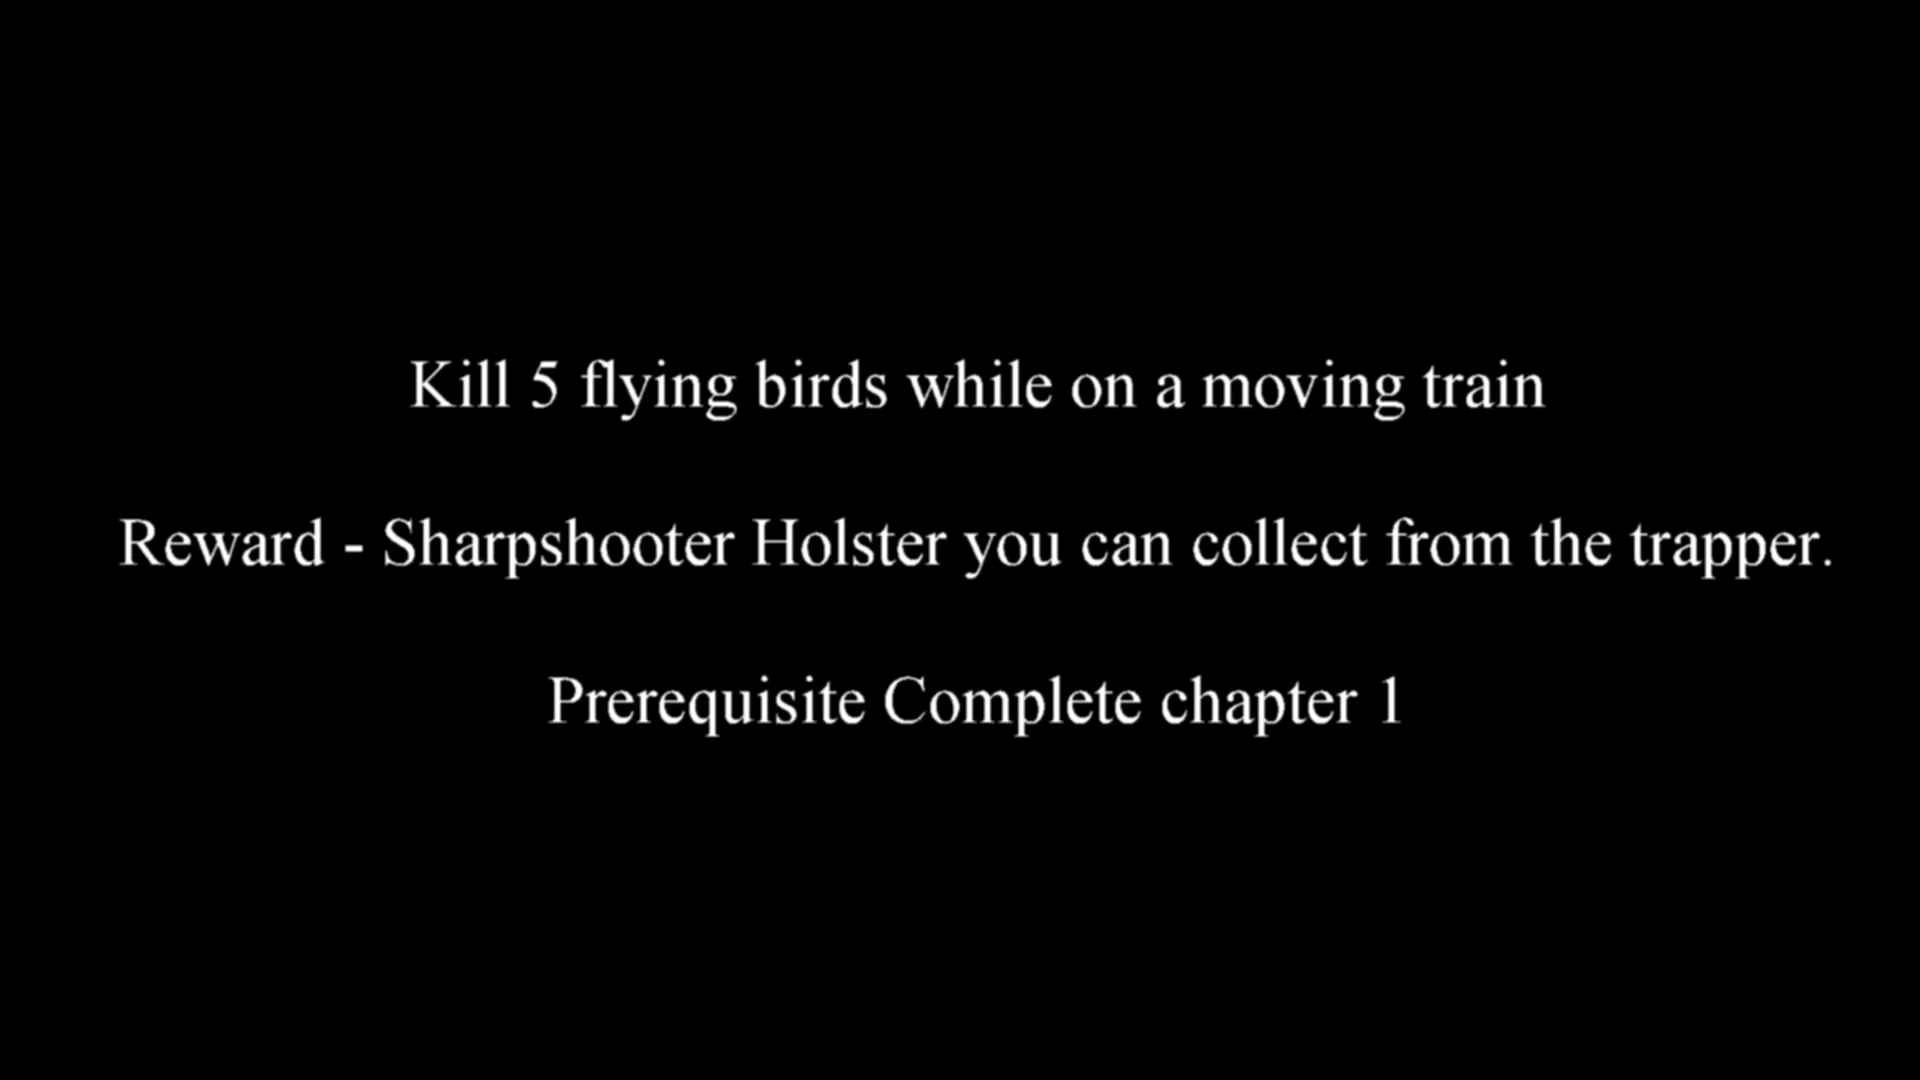 Kill 5 flying birds while on a moving train
Reward - Sharpshooter Holster you can collect from the trapper.
Prerequisite Complete chapter 1